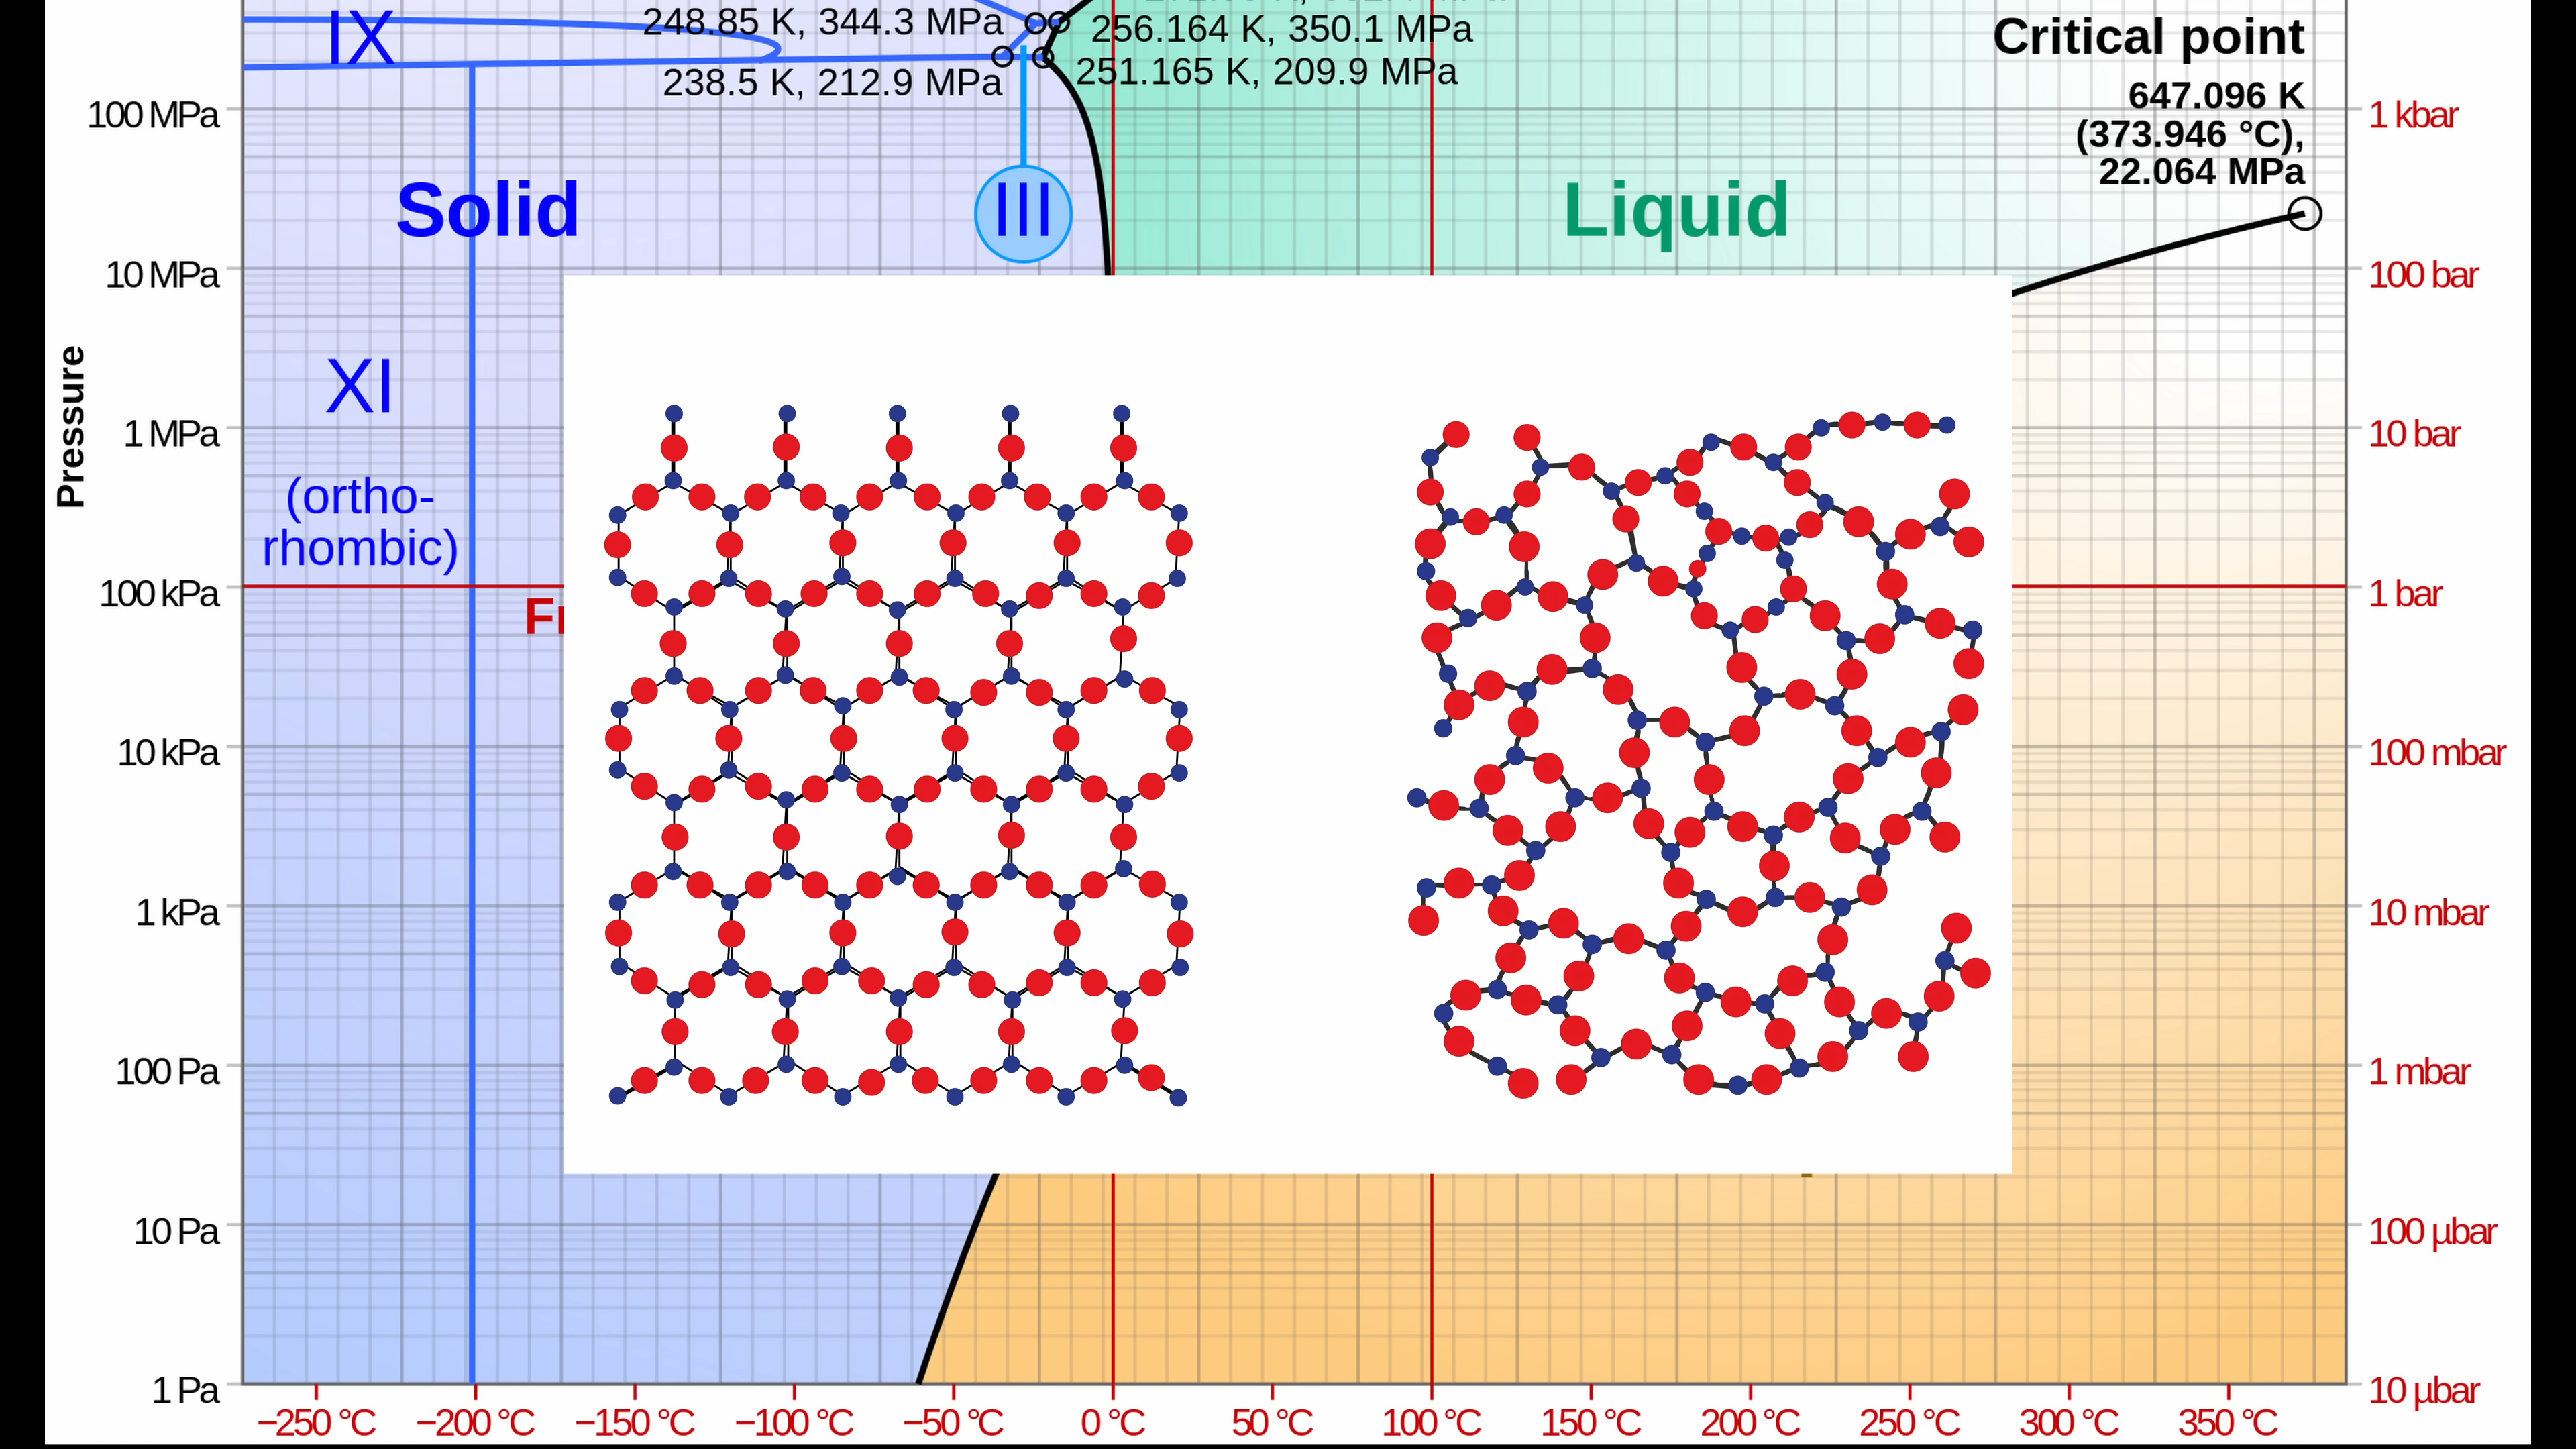 IX
248.85 K, 344.3 MPa
256.164 K, 350.1 MPa
238.5 K, 212.9 MPa
251.165 K, 209.9 MPa
Critical point
647.096 K
(373.946 °C),
22.064 MPa
Solid
III
Liquid
XI
(ortho-
rhombic)
Pressure
100 MPa
10 MPa
1 MPa
100 kPa
10 kPa
1 kPa
100 Pa
10 Pa
1 Pa
1 kbar
100 bar
10 bar
1 bar
100 mbar
10 mbar
1 mbar
100 µbar
10 µbar
−250 °C
−200 °C
−150 °C
−100 °C
−50 °C
0 °C
50 °C
100 °C
150 °C
200 °C
250 °C
300 °C
350 °C